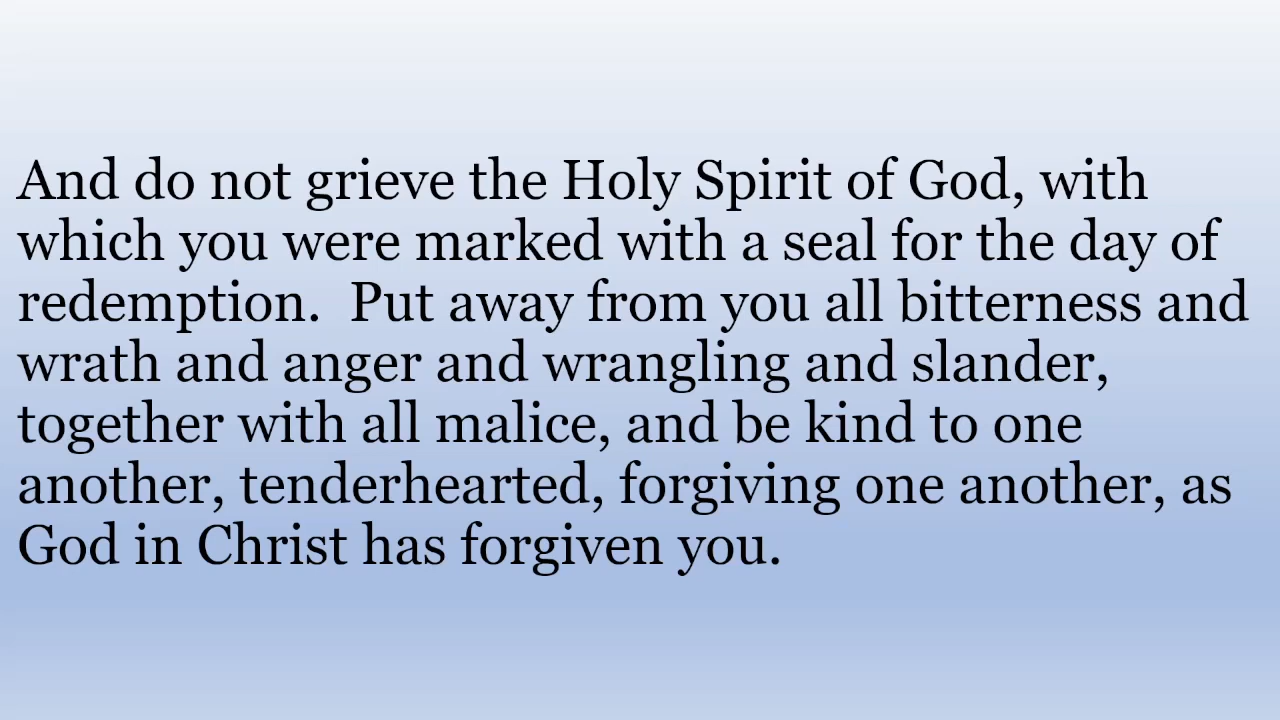 And do not grieve the Holy Spirit of God, with
which you were marked with a seal for the day of
redemption.  Put away from you all bitterness and
wrath and anger and wrangling and slander,
together with all malice, and be kind to one
another, tenderhearted, forgiving one another, as
God in Christ has forgiven you.